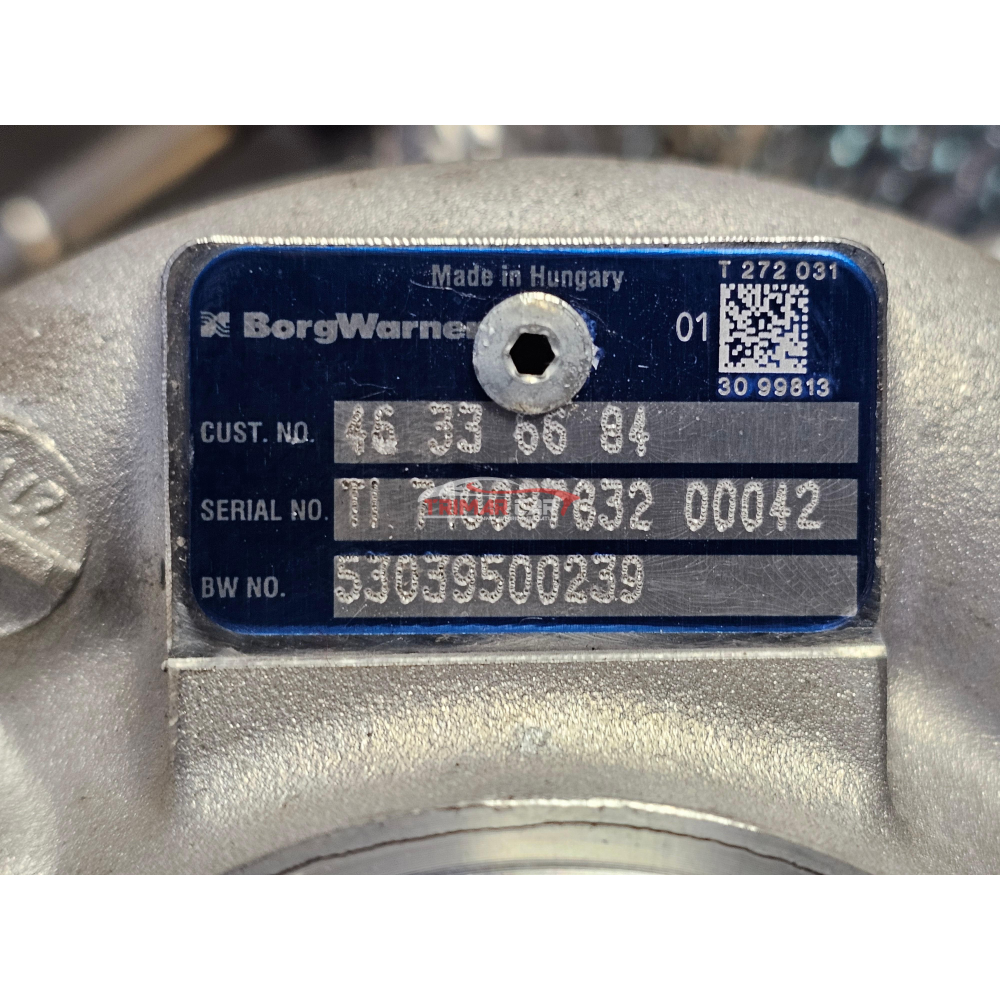 Made in Hungary
T 272 031
BorgWarner
01
30 99813
CUST. NO. 46 33 66 84
SERIAL NO. 00042
BW NO. 53039500239